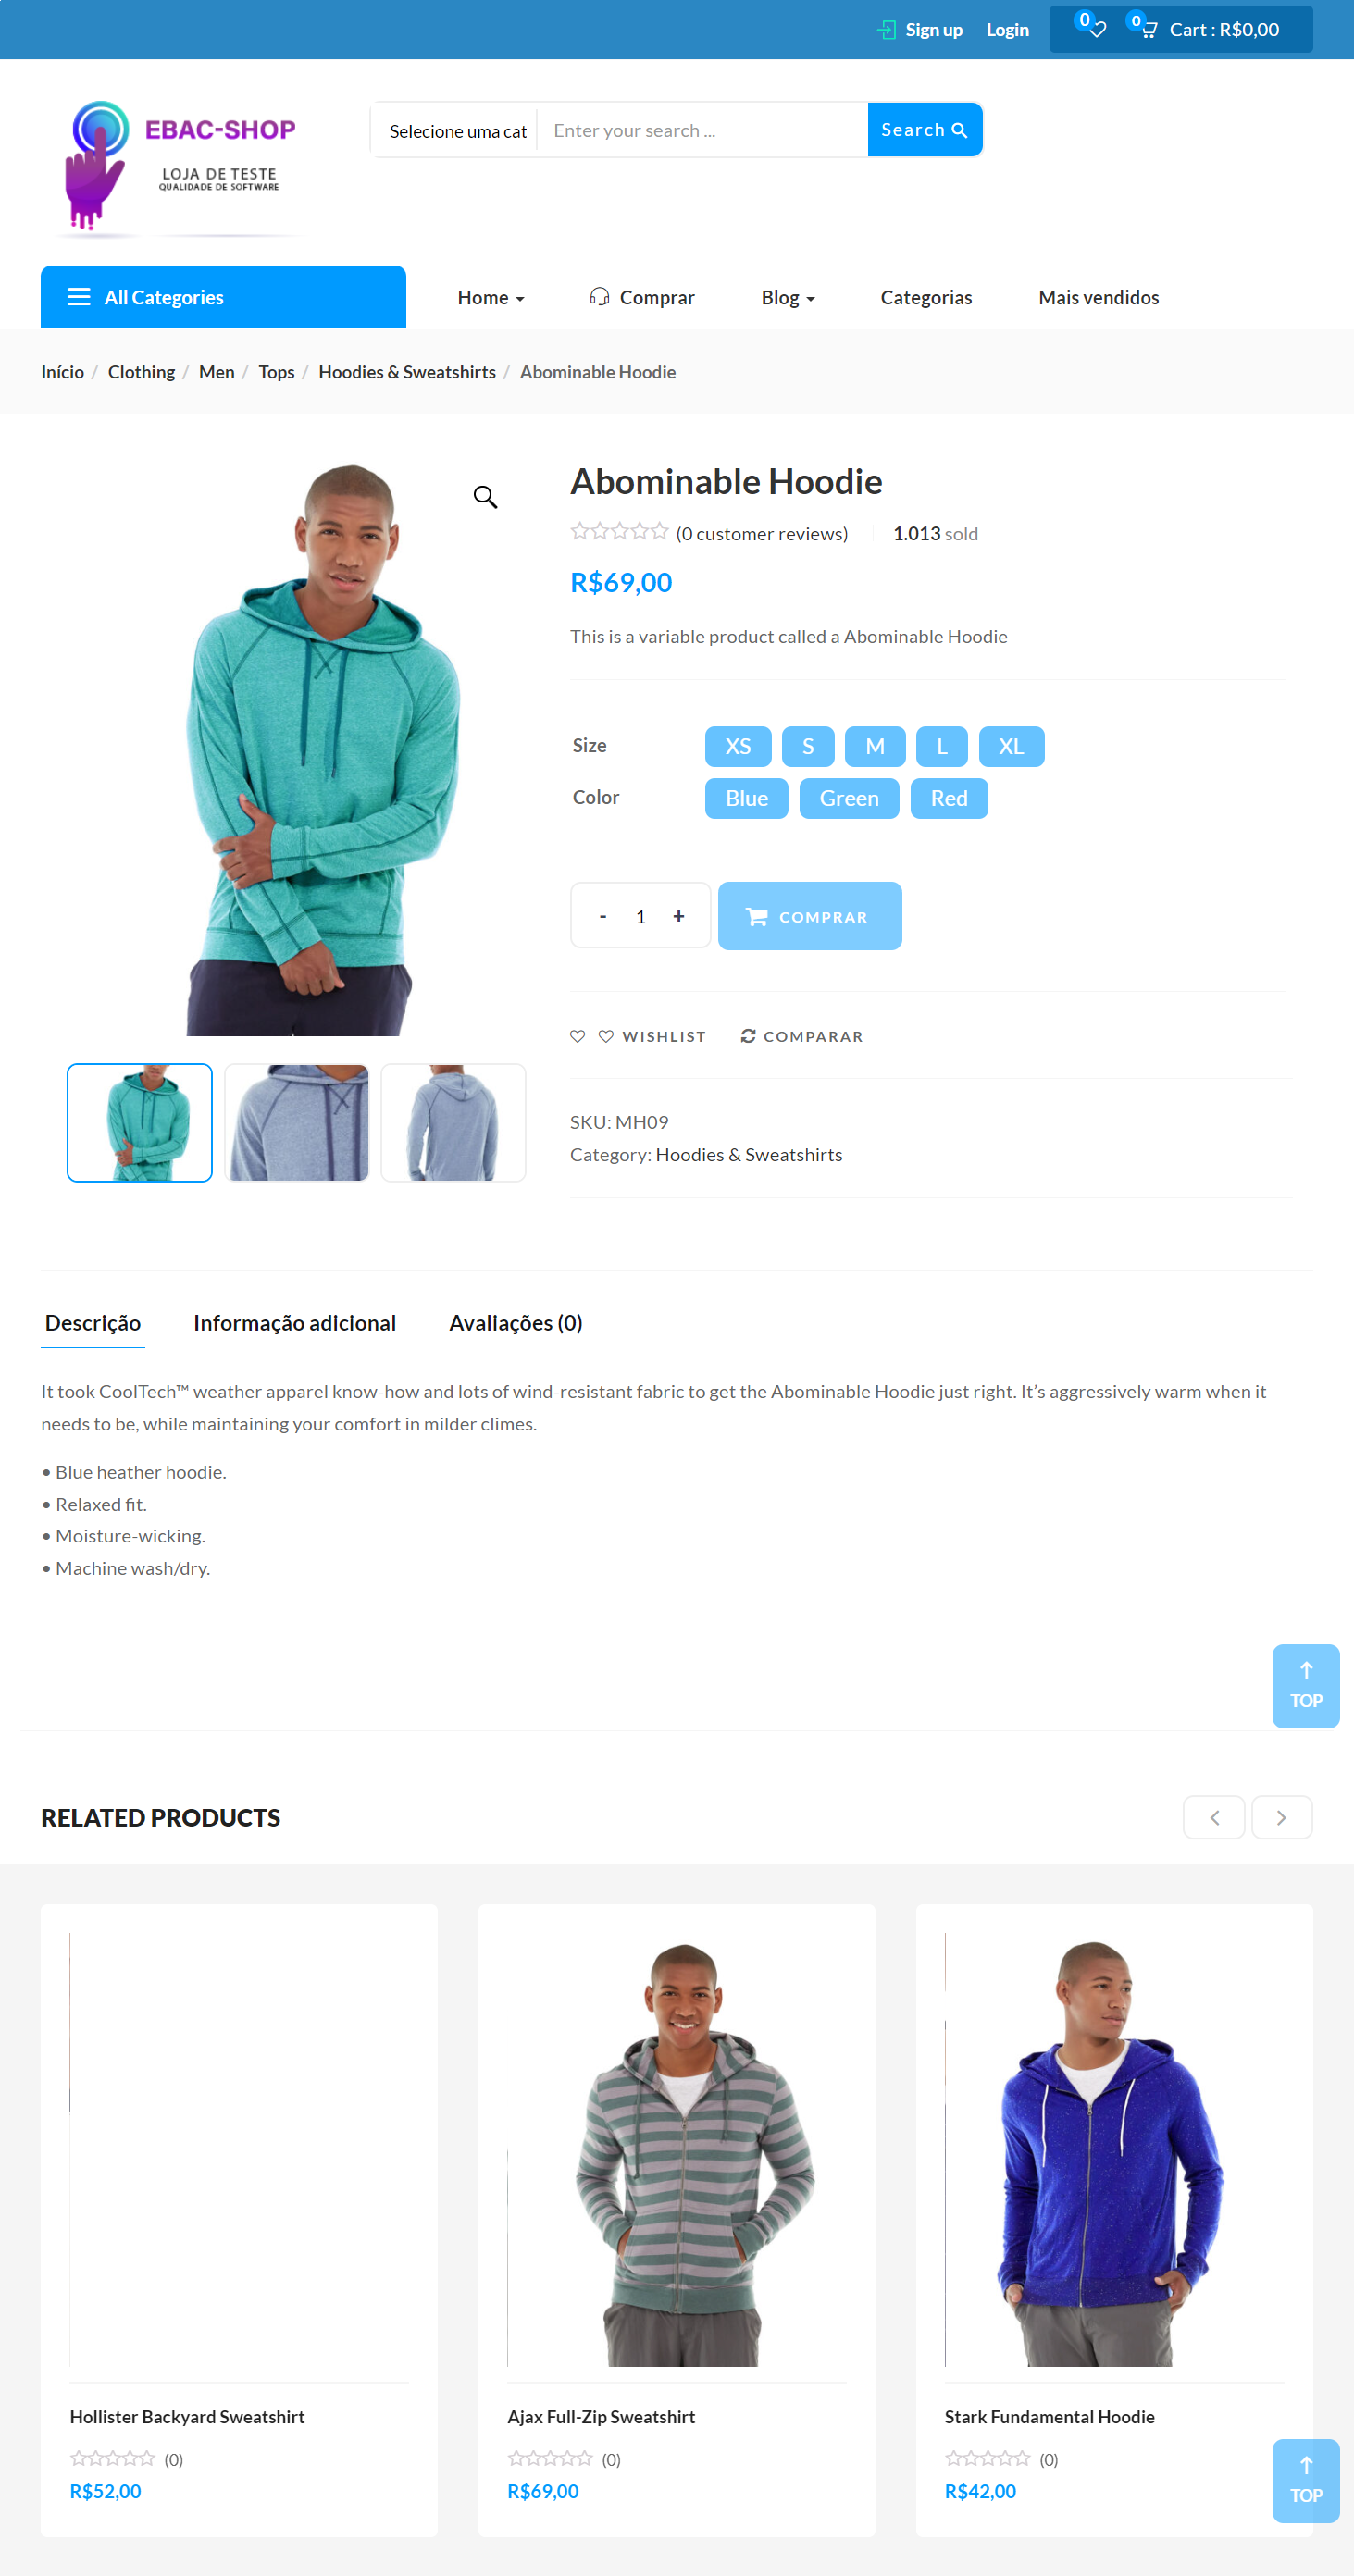 Sign up Login 0 0 Cart : R$0,00
EBAC-SHOP
LOJA DE TESTE
QUALIDADE DE SOFTWARE
Selecione uma cat Enter your search ... Search
All Categories Home Comprar Blog Categorias Mais vendidos
Início / Clothing / Men / Tops / Hoodies & Sweatshirts / Abominable Hoodie
Abominable Hoodie
(0 customer reviews) 1.013 sold
R$69,00
This is a variable product called a Abominable Hoodie
Size XS S M L XL
Color Blue Green Red
- 1 + COMPRAR
WISHLIST COMPARAR
SKU: MH09
Category: Hoodies & Sweatshirts
Descrição Informação adicional Avaliações (0)
It took CoolTech™ weather apparel know-how and lots of wind-resistant fabric to get the Abominable Hoodie just right. It’s aggressively warm when it
needs to be, while maintaining your comfort in milder climes.
• Blue heather hoodie.
• Relaxed fit.
• Moisture-wicking.
• Machine wash/dry.
TOP
RELATED PRODUCTS
Hollister Backyard Sweatshirt
(0)
R$52,00
Ajax Full-Zip Sweatshirt
(0)
R$69,00
Stark Fundamental Hoodie
(0)
R$42,00
TOP